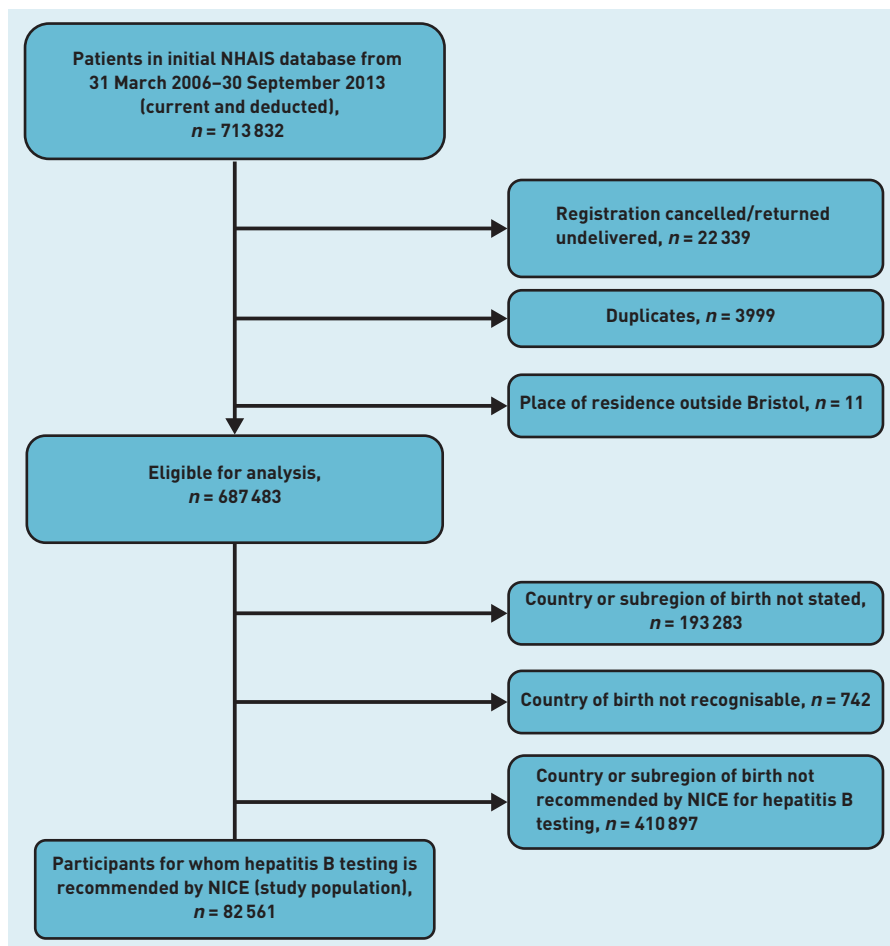 Patients in initial NHAIS database from
31 March 2006–30 September 2013
(current and deducted),
n = 713 832
Registration cancelled/returned
undelivered, n = 22 339
Duplicates, n = 3999
Place of residence outside Bristol, n = 11
Eligible for analysis,
n = 687 483
Country or subregion of birth not stated,
n = 193 283
Country of birth not recognisable, n = 742
Country or subregion of birth not
recommended by NICE for hepatitis B
testing, n = 410 897
Participants for whom hepatitis B testing is
recommended by NICE (study population),
n = 82 561